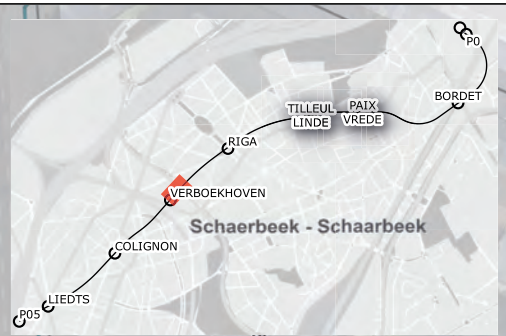 P0
BORDET
TILLEUL PAIX
LINDE VREDE
RIGA
VERBOEKHOVEN
Schaerbeek - Schaarbeek
COLIGNON
LIEDTS
P05